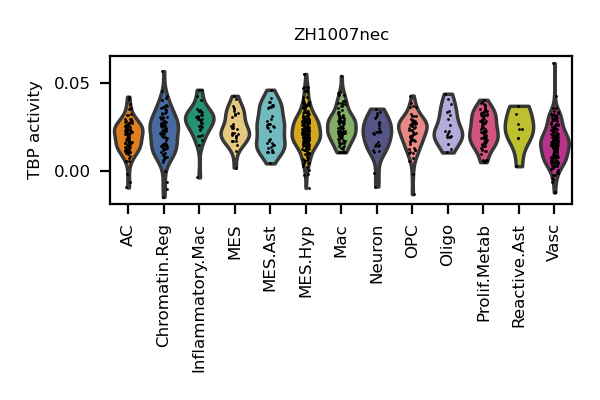 ZH1007nec
TBP activity
0.05
0.00
AC
Chromatin.Reg
Inflammatory.Mac
MES
MES.Ast
MES.Hyp
Mac
Neuron
OPC
Oligo
Prolif.Metab
Reactive.Ast
Vasc